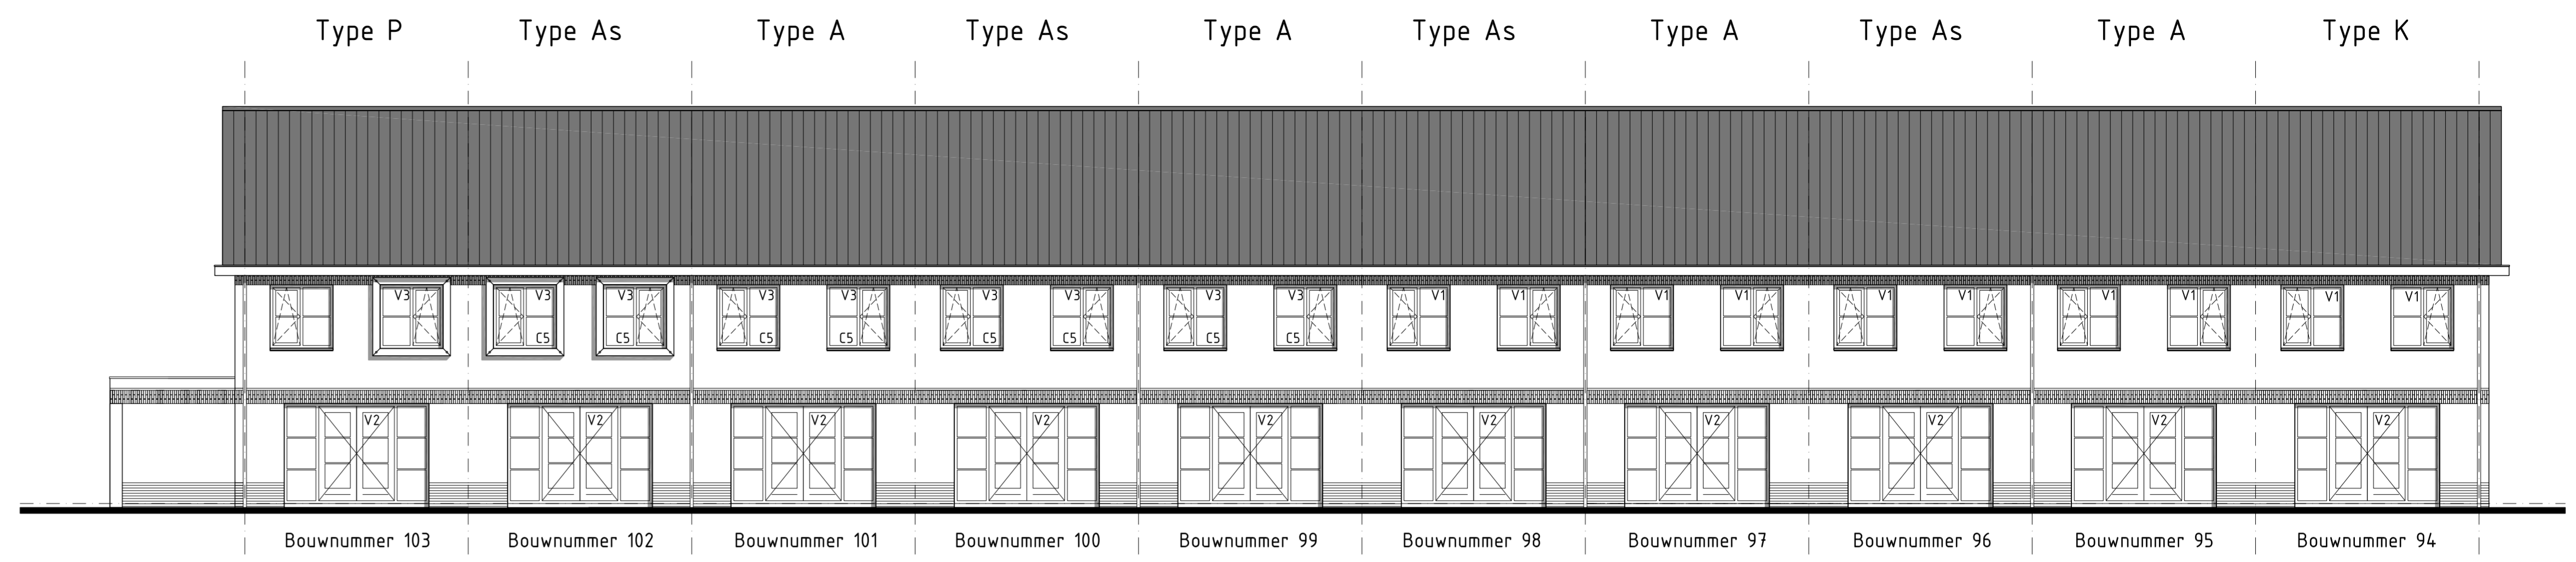 Type P Type As Type A Type As Type A Type As Type A Type As Type A Type K
V3 V3 V3 V3 V3 V3 V3 V3 V3 V1 V1 V1 V1 V1 V1 V1 V1 V1 V1
C5 C5 C5 C5 C5 C5 C5 C5
V2 V2 V2 V2 V2 V2 V2 V2 V2 V2
Bouwnummer 103 Bouwnummer 102 Bouwnummer 101 Bouwnummer 100 Bouwnummer 99 Bouwnummer 98 Bouwnummer 97 Bouwnummer 96 Bouwnummer 95 Bouwnummer 94